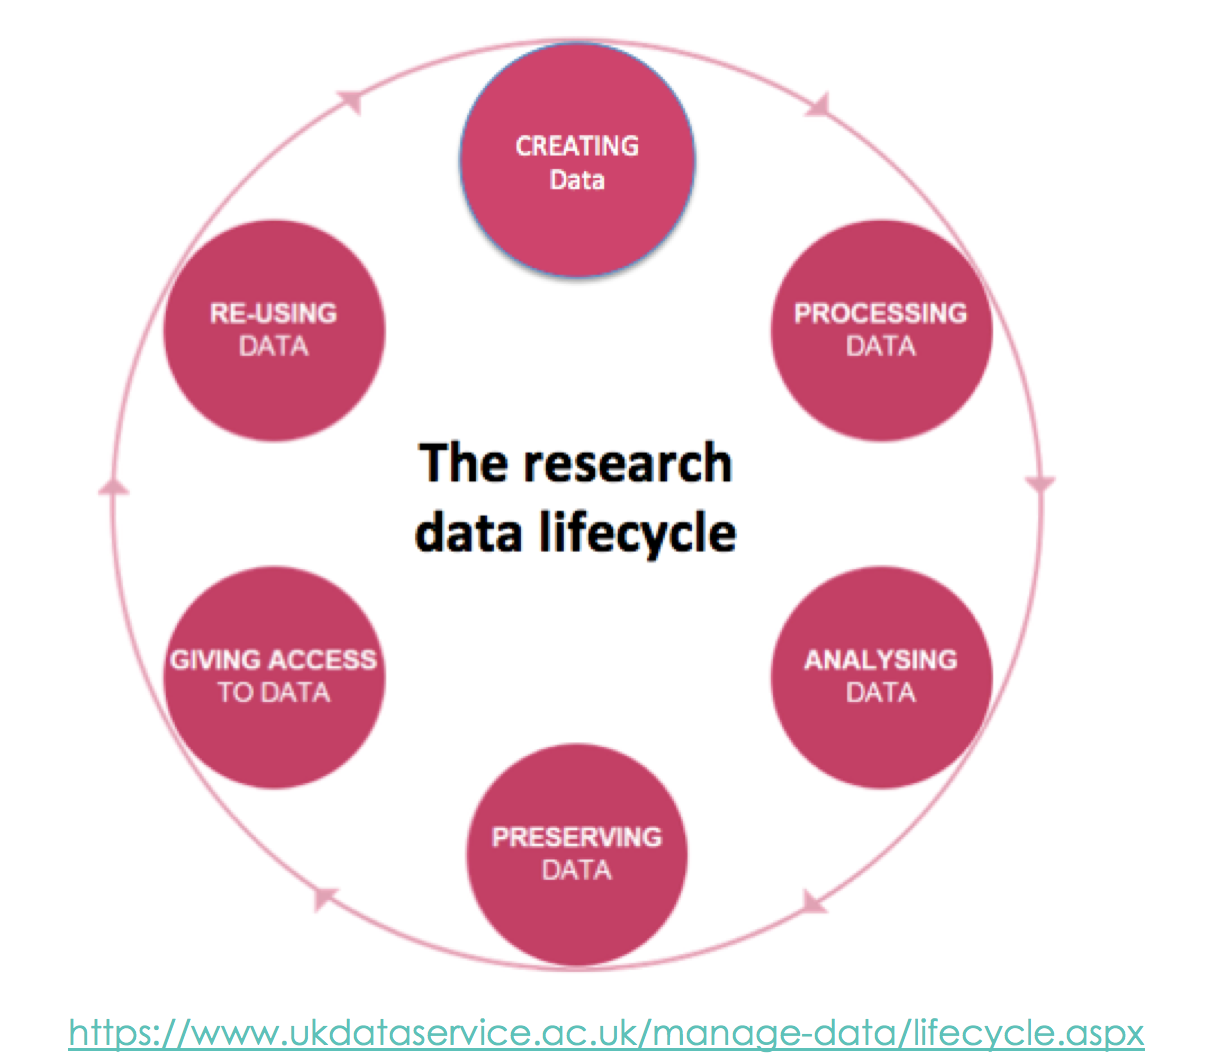 CREATING
Data
PROCESSING
DATA
ANALYSING
DATA
PRESERVING
DATA
GIVING ACCESS
TO DATA
RE-USING
DATA
The research
data lifecycle
https://www.ukdataservice.ac.uk/manage-data/lifecycle.aspx